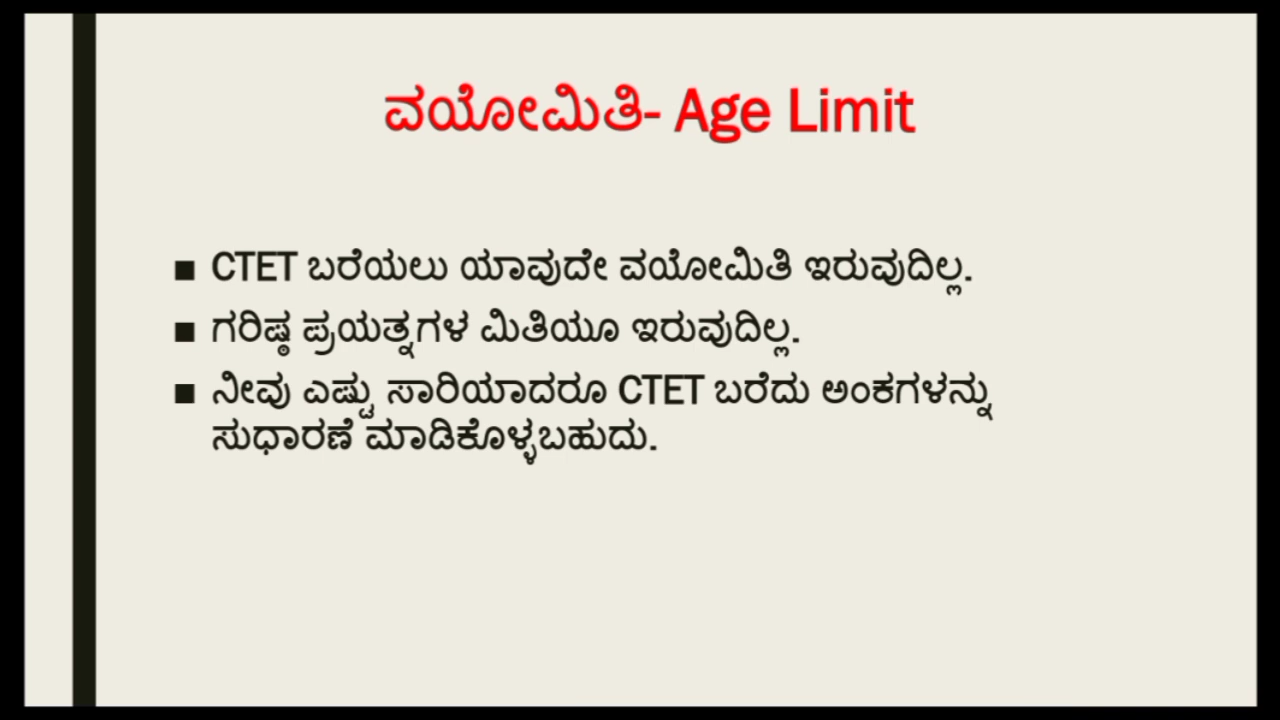 ವಯೋಮಿತಿ- Age Limit
■ CTET ಬರೆಯಲು ಯಾವುದೇ ವಯೋಮಿತಿ ಇರುವುದಿಲ್ಲ.
■ ಗರಿಷ್ಠ ಪ್ರಯತ್ನಗಳ ಮಿತಿಯೂ ಇರುವುದಿಲ್ಲ.
■ ನೀವು ಎಷ್ಟು ಸಾರಿಯಾದರೂ CTET ಬರೆದು ಅಂಕಗಳನ್ನು
ಸುಧಾರಣೆ ಮಾಡಿಕೊಳ್ಳಬಹುದು.